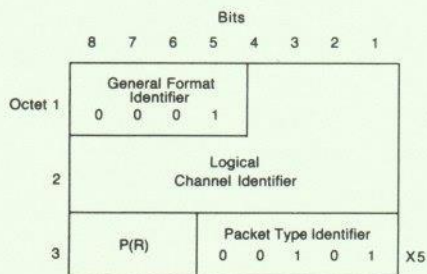 Bits
8 7 6 5 4 3 2 1
General Format
Identifier
Octet 1
0 0 0 1
Logical
Channel Identifier
2
P(R)
Packet Type Identifier
3
0 0 1 0 1
X5